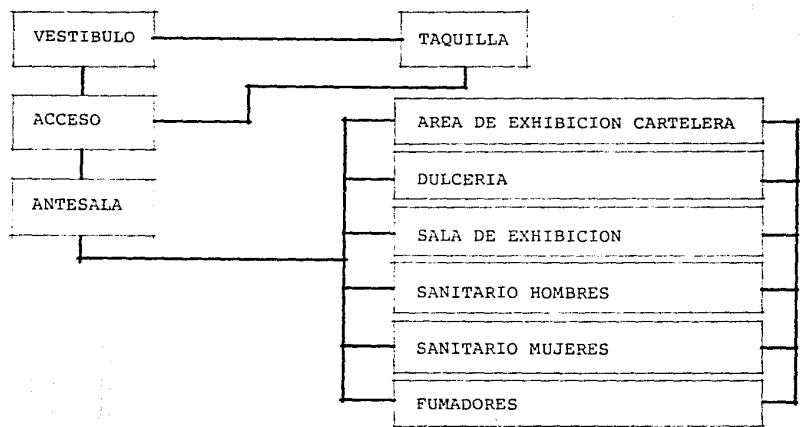 VESTIBULO
TAQUILLA
ACCESO
AREA DE EXHIBICION CARTELERA
DULCERIA
ANTESALA
SALA DE EXHIBICION
SANITARIO HOMBRES
SANITARIO MUJERES
FUMADORES